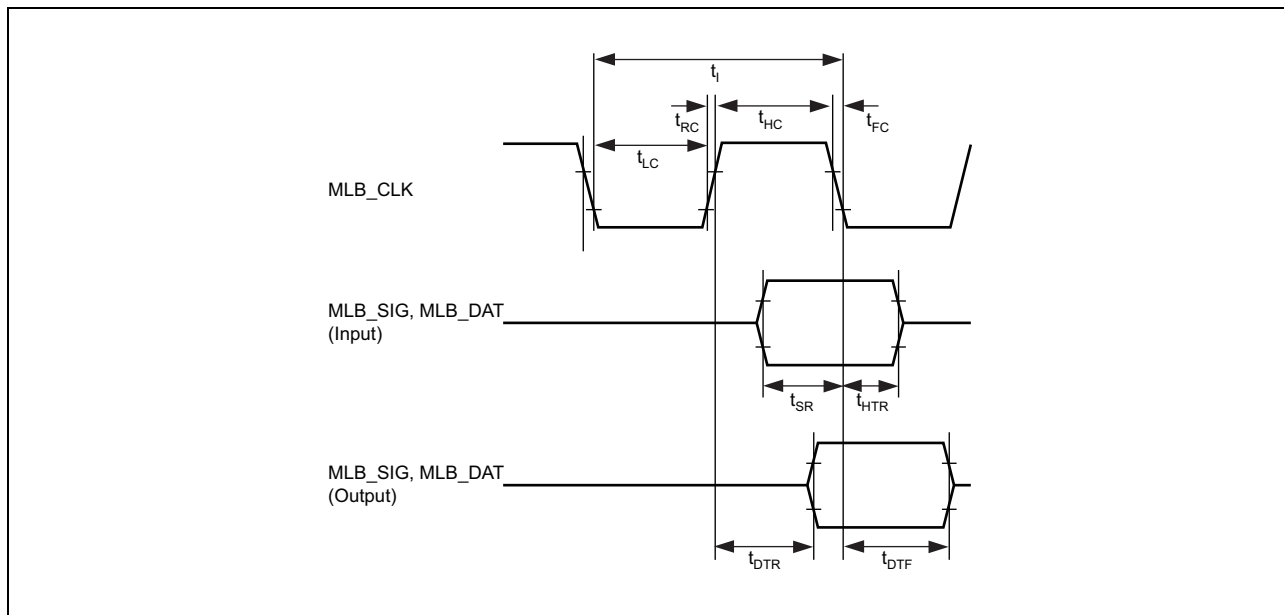 t_I
t_RC
t_HC
t_FC
t_LC
MLB_CLK
MLB_SIG, MLB_DAT
(Input)
t_SR
t_HTR
MLB_SIG, MLB_DAT
(Output)
t_DTR
t_DTF